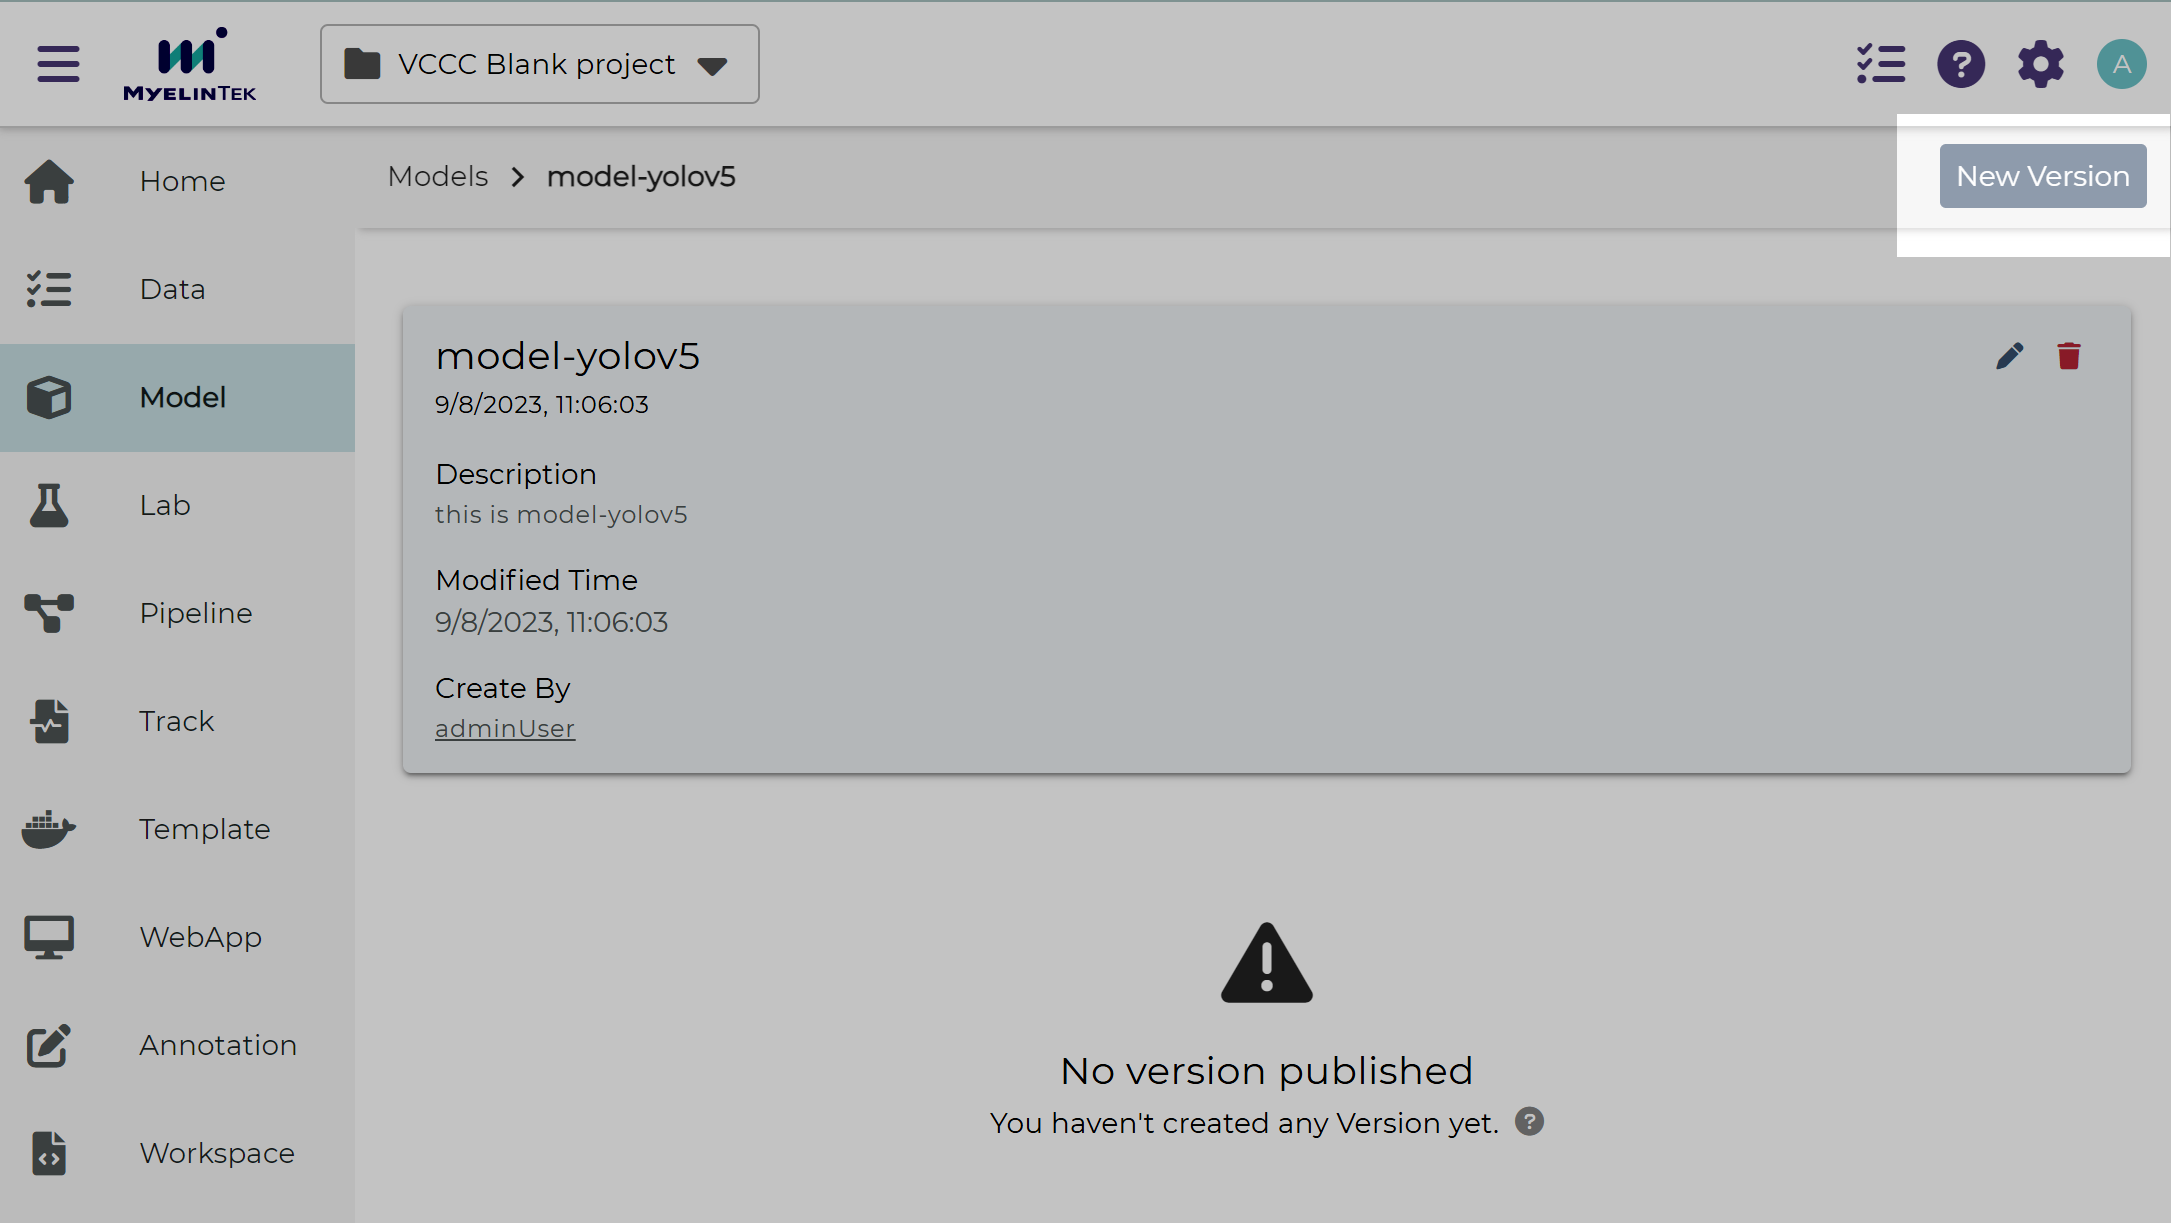 MYELINTEK
VCCC Blank project
?
A
Home
Data
Model
Lab
Pipeline
Track
Template
WebApp
Annotation
Workspace
Models > model-yolov5
New Version
model-yolov5
9/8/2023, 11:06:03
Description
this is model-yolov5
Modified Time
9/8/2023, 11:06:03
Create By
adminUser
No version published
You haven't created any Version yet. ?